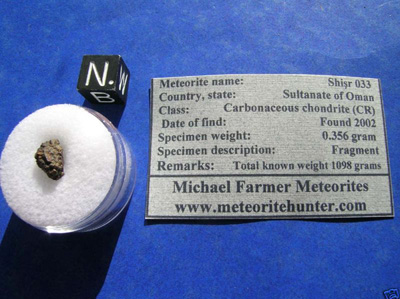 N W
B
Meteorite name: Shişr 033
Country, state: Sultanate of Oman
Class: Carbonaceous chondrite (CR)
Date of find: Found 2002
Specimen weight: 0.356 gram
Specimen description: Fragment
Remarks: Total known weight 1098 grams
Michael Farmer Meteorites
www.meteoritehunter.com